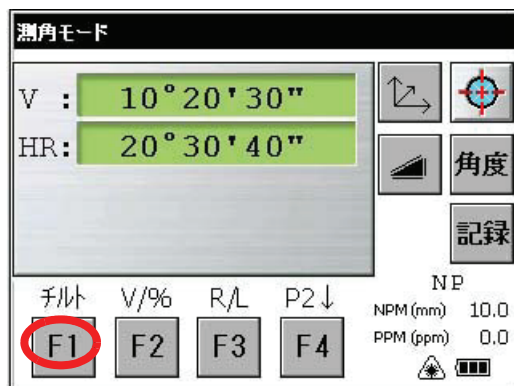 測角モード
V : 10°20'30"
HR: 20°30'40"
角度
記録
チルト V/% R/L P2↓
F1 F2 F3 F4
NP
NPM(mm) 10.0
PPM(ppm) 0.0